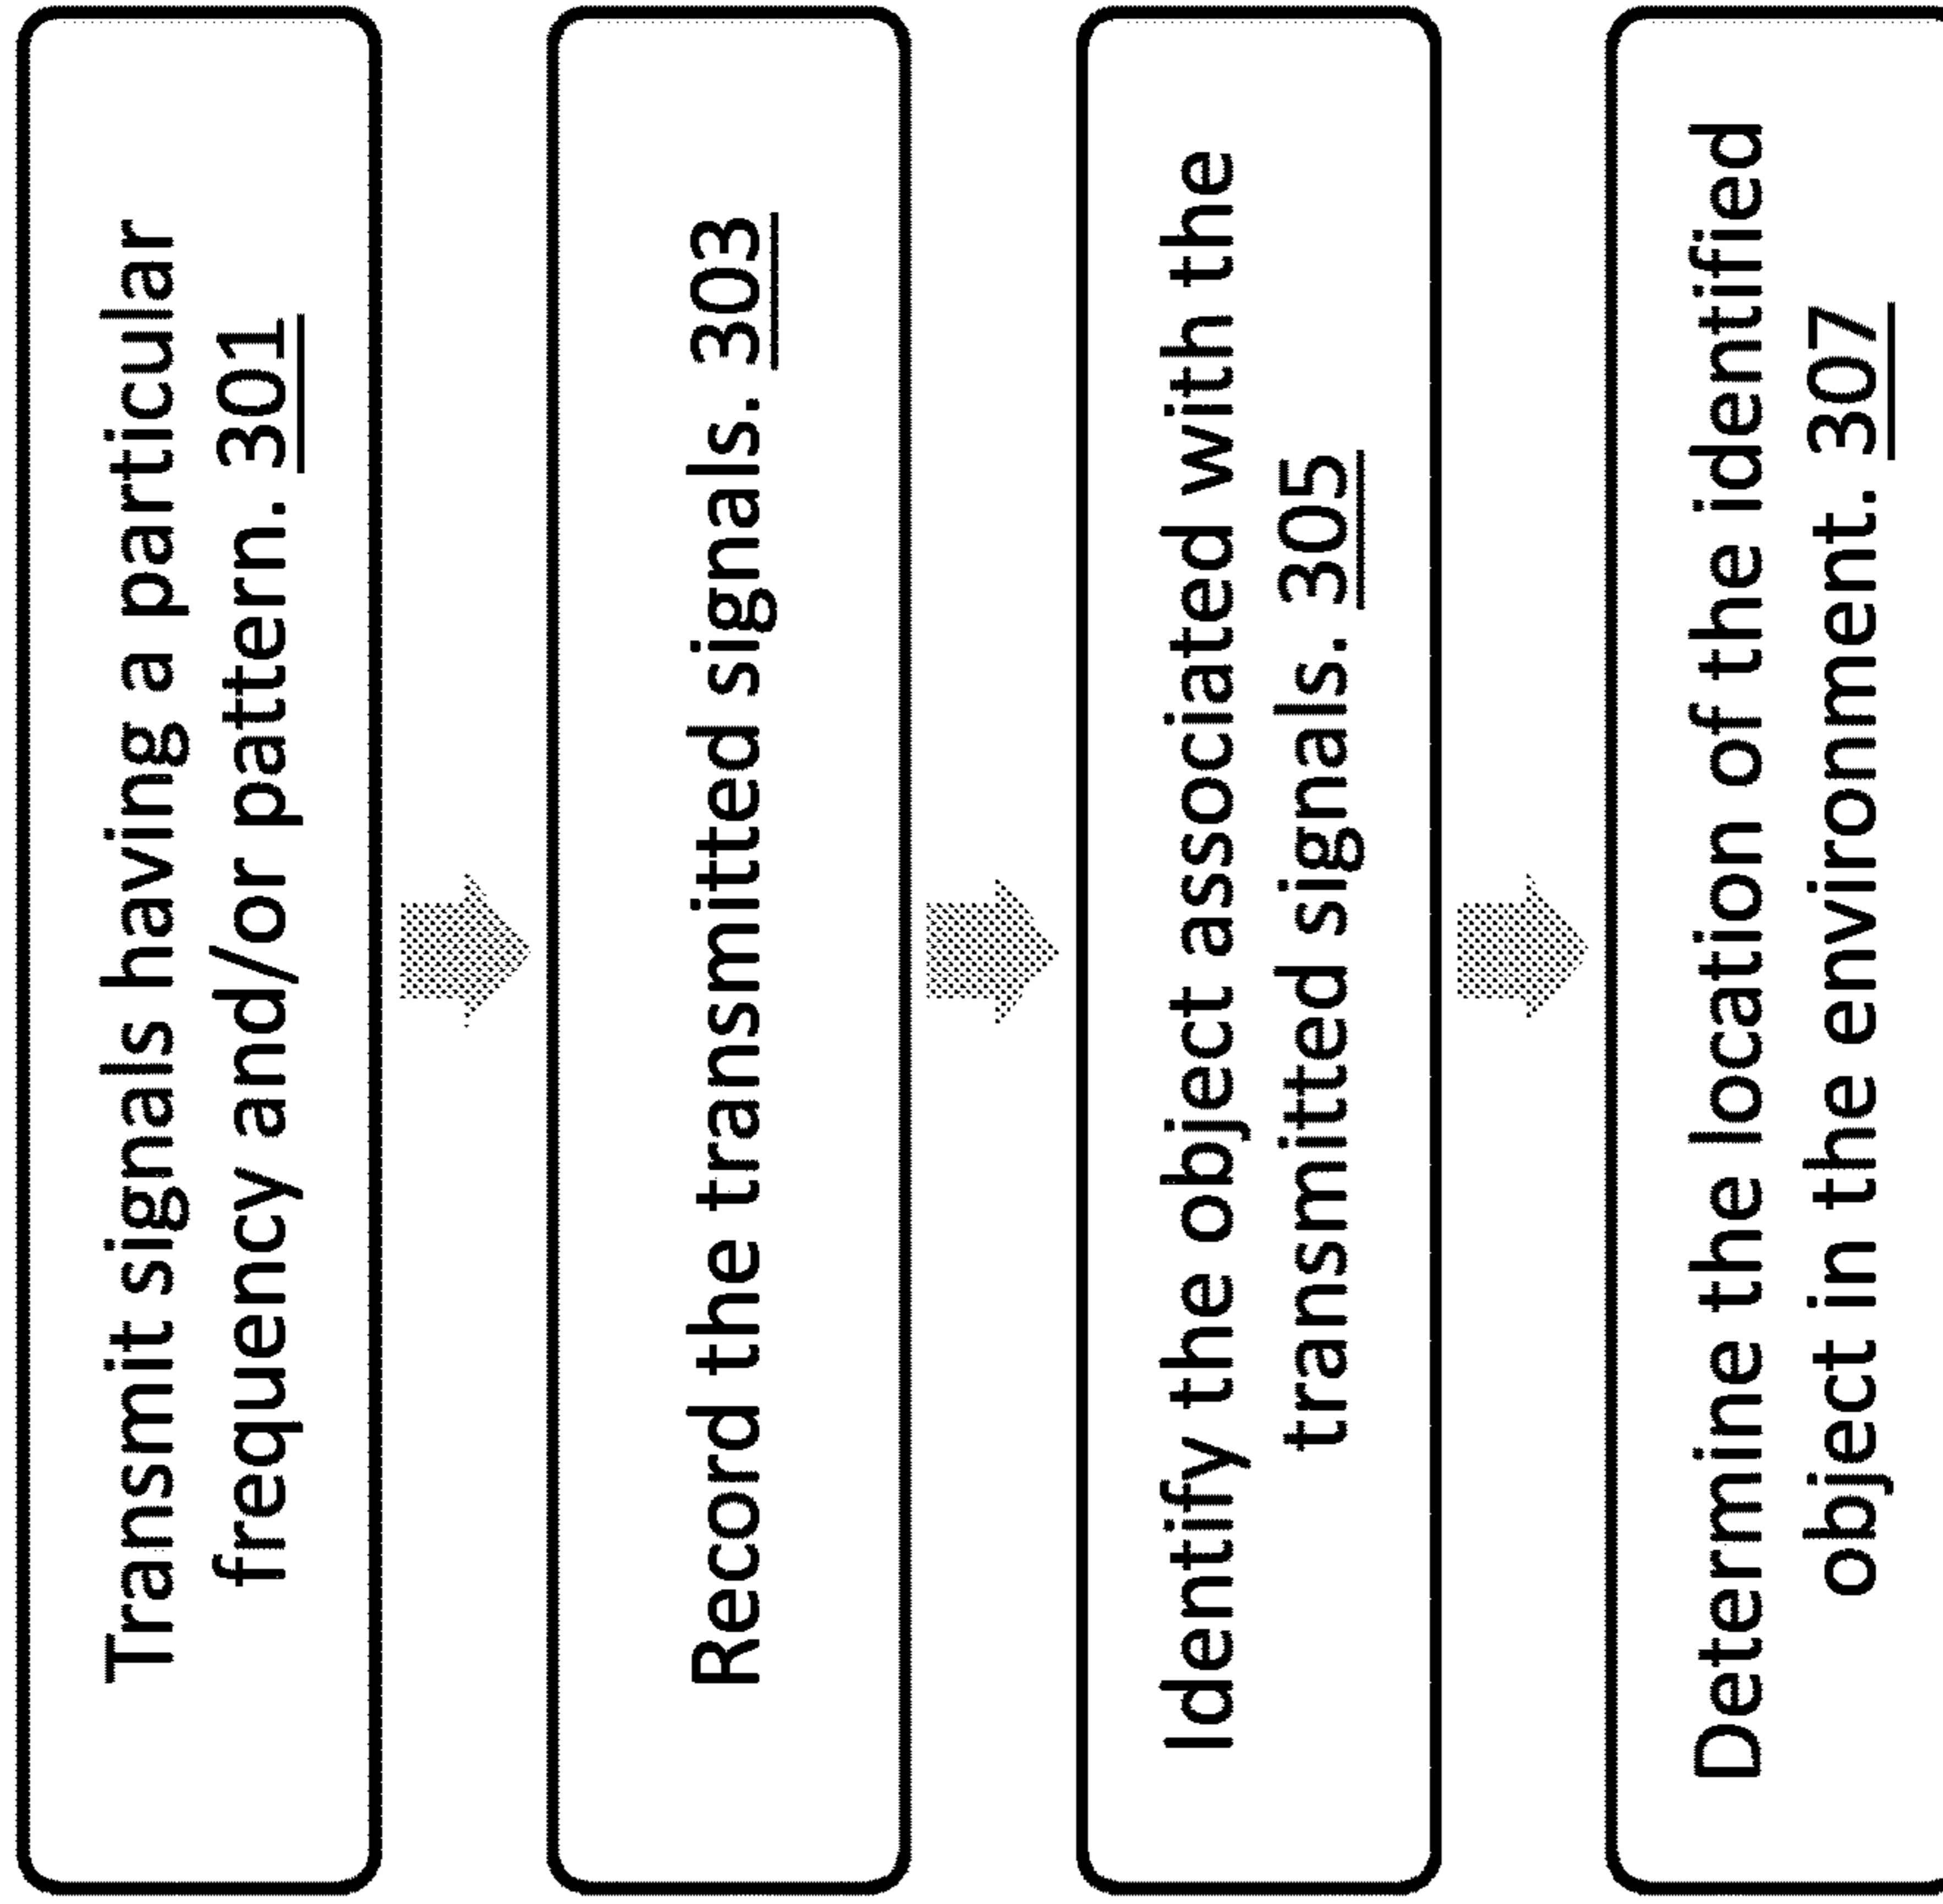 Transmit signals having a particular
frequency and/or pattern. 301
Record the transmitted signals. 303
Identify the object associated with the
transmitted signals. 305
Determine the location of the identified
object in the environment. 307